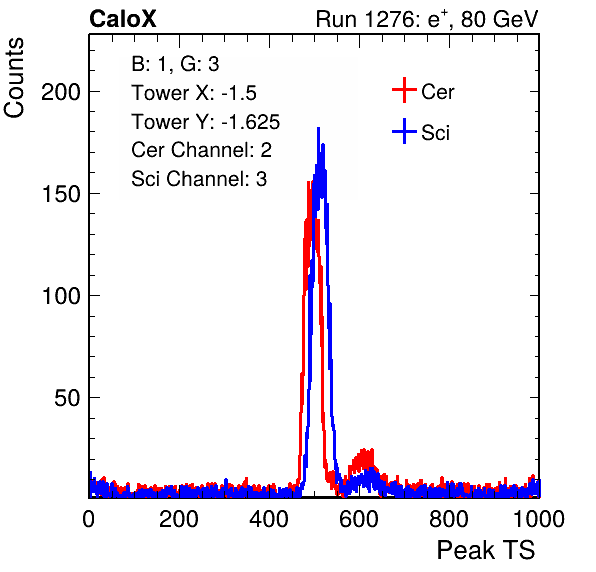 CaloX
Run 1276: e⁺, 80 GeV
Counts
B: 1, G: 3
Tower X: -1.5
Tower Y: -1.625
Cer Channel: 2
Sci Channel: 3
Cer
Sci
200
150
100
50
0 200 400 600 800 1000
Peak TS